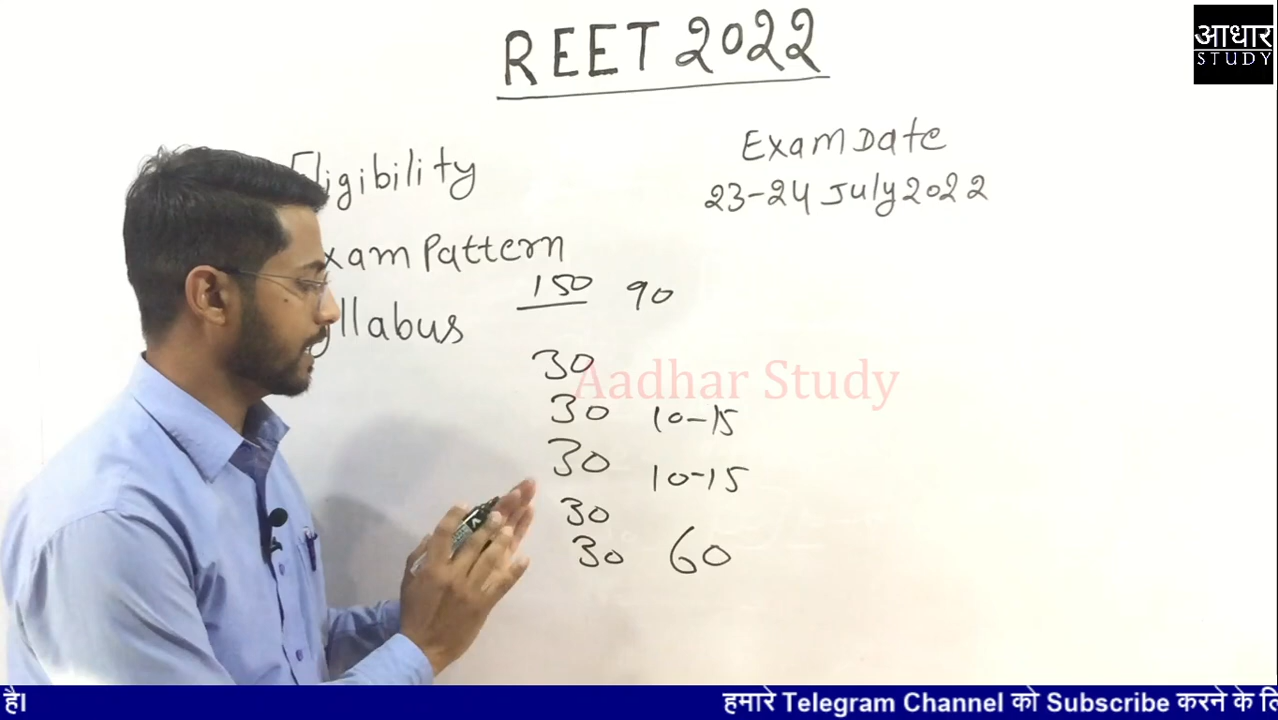 REET 2022
आधार
STUDY
Exam Date
23-24 July 2022
Eligibility
Exam Pattern
150 90
Syllabus
30
Aadhar Study
30 10-15
30 10-15
30
30 60
है।
हमारे Telegram Channel को Subscribe करने के